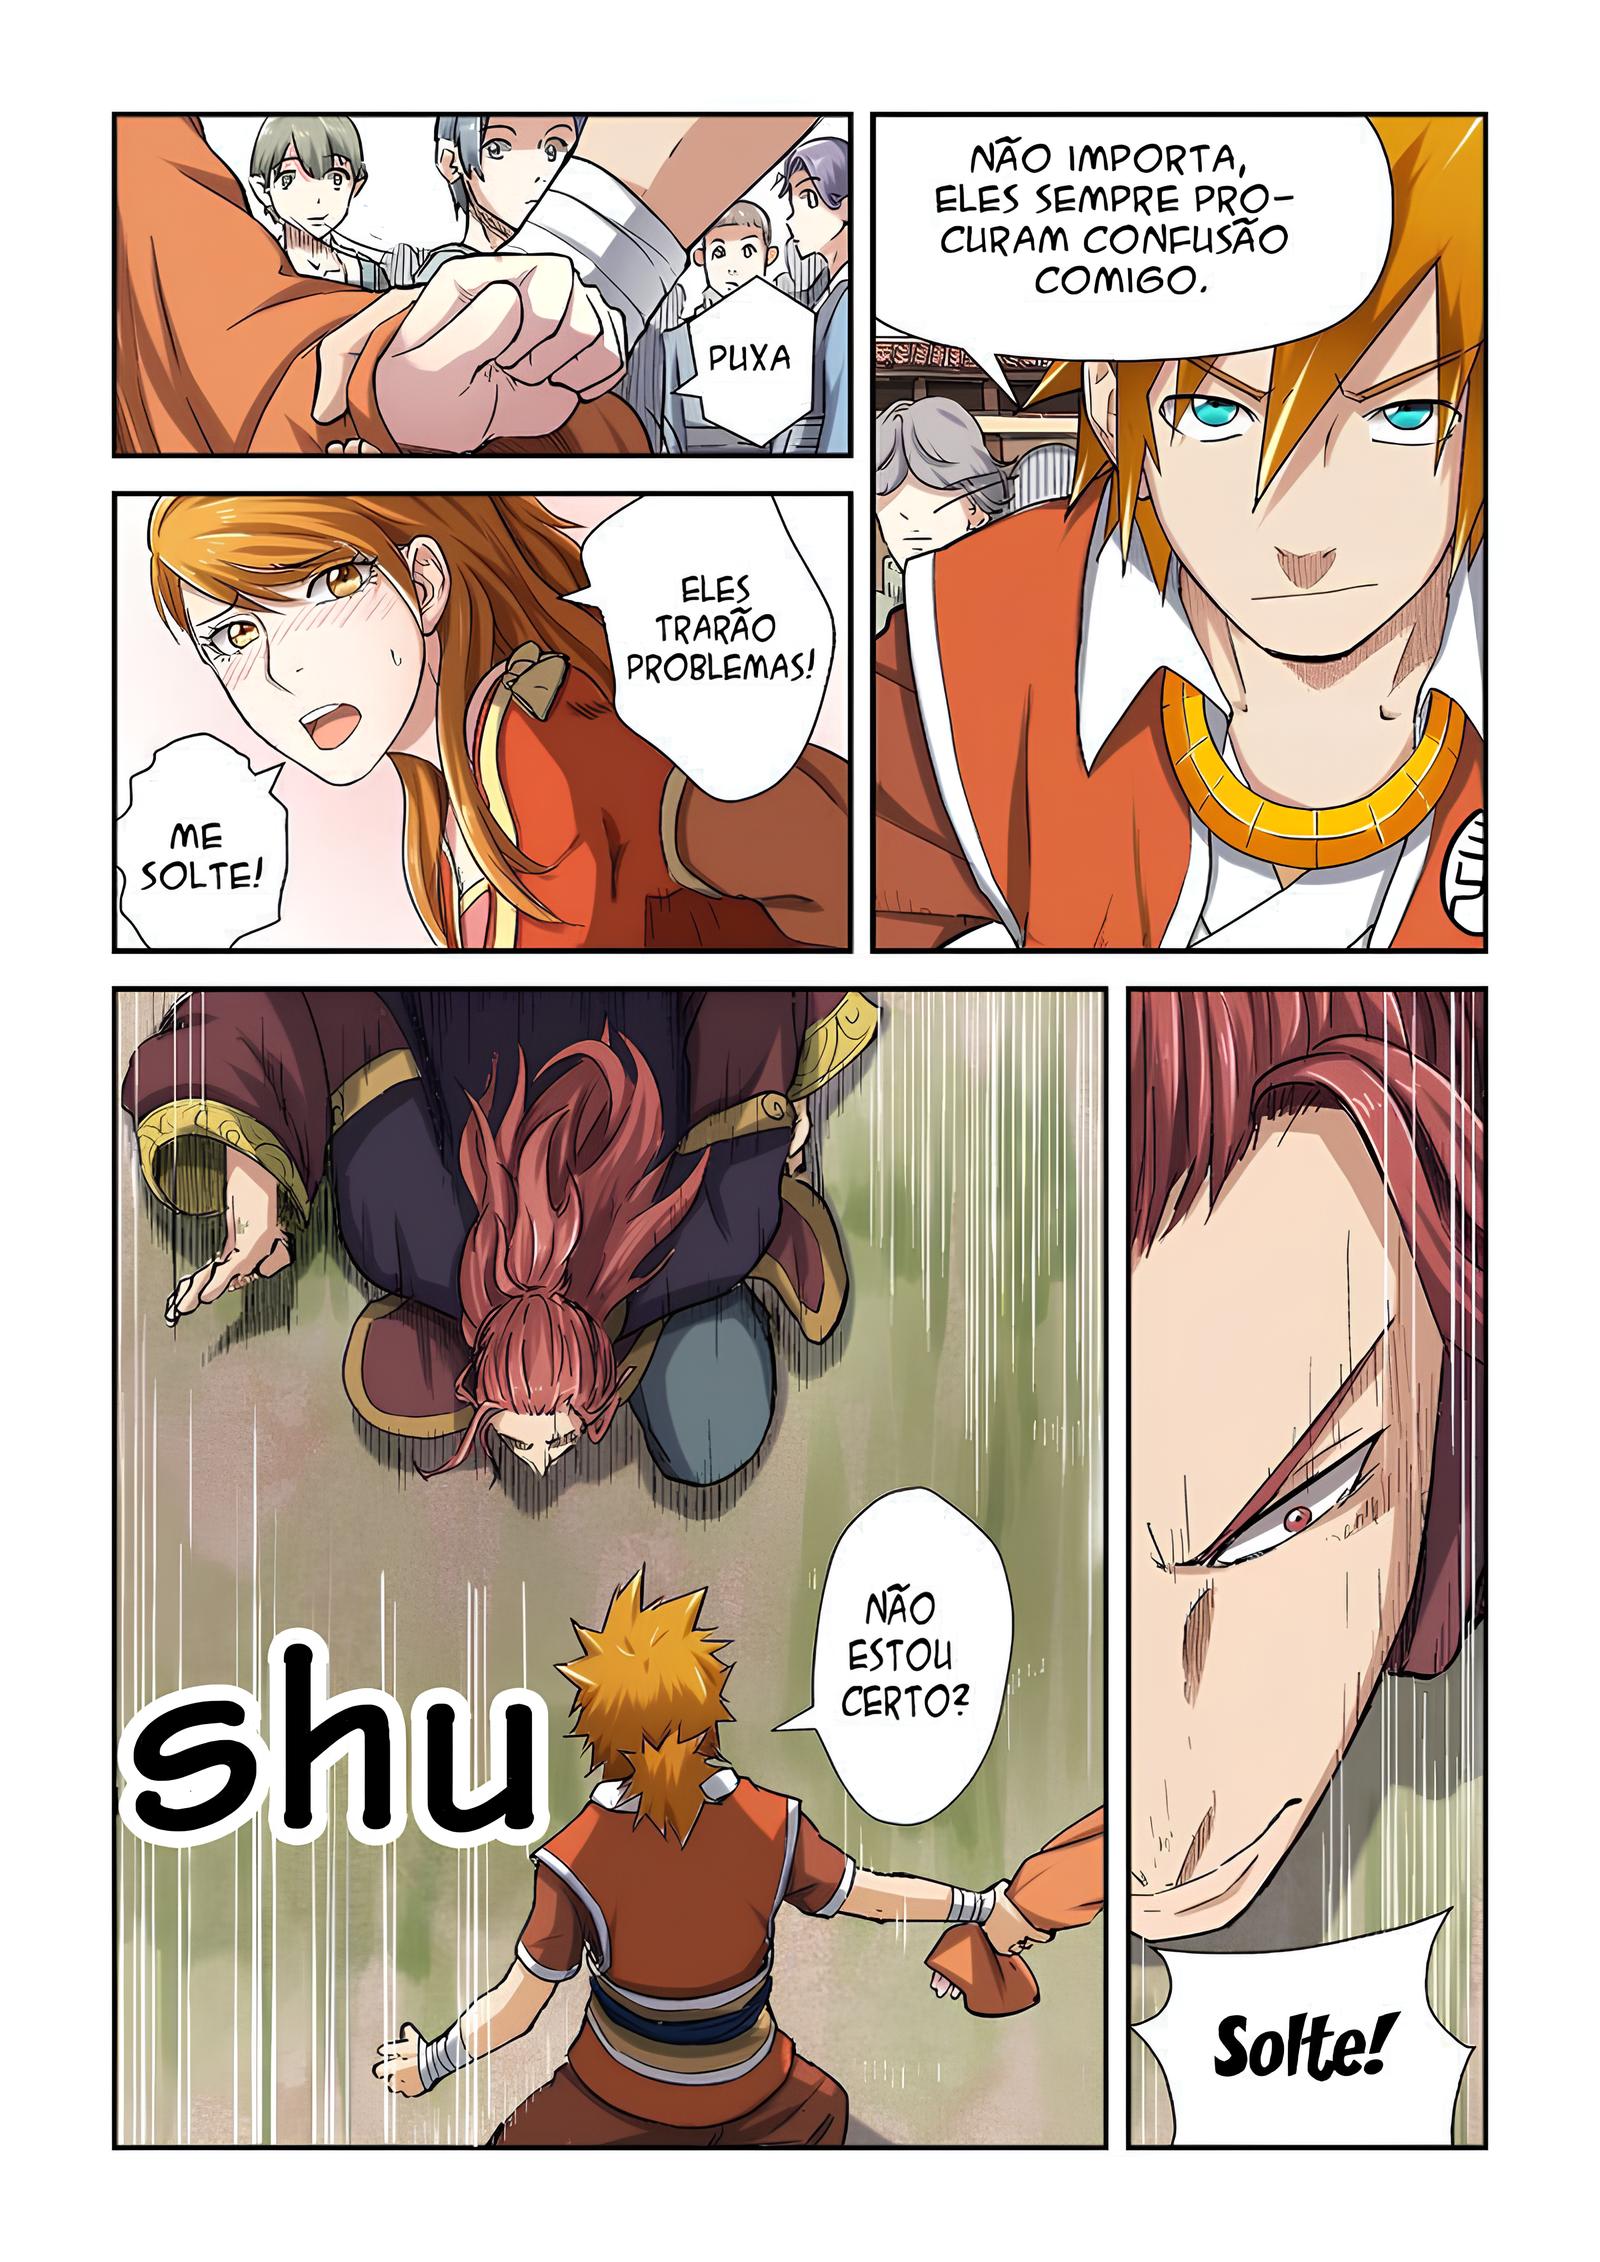 PUXA
NÃO IMPORTA,
ELES SEMPRE PRO-
CURAM CONFUSÃO
COMIGO.
ELES
TRARÃO
PROBLEMAS!
ME
SOLTE!
NÃO
ESTOU
CERTO?
shu
Solte!